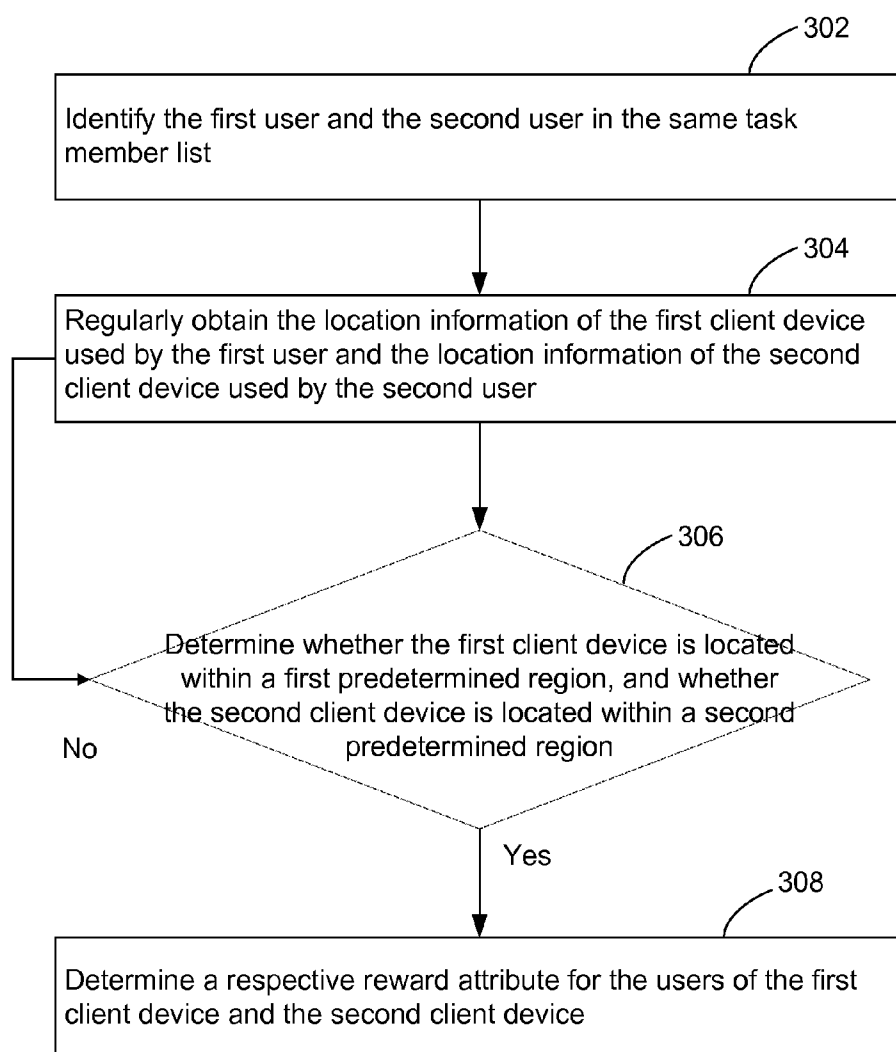 302
Identify the first user and the second user in the same task
member list
304
Regularly obtain the location information of the first client device
used by the first user and the location information of the second
client device used by the second user
306
Determine whether the first client device is located
within a first predetermined region, and whether
the second client device is located within a second
predetermined region
No
Yes
308
Determine a respective reward attribute for the users of the first
client device and the second client device